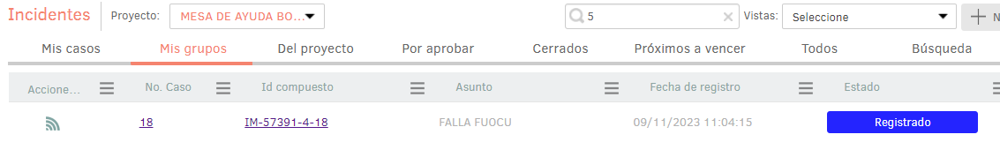 Incidentes Proyecto: MESA DE AYUDA BO... 5 Vistas: Seleccione N
Mis casos Mis grupos Del proyecto Por aprobar Cerrados Próximos a vencer Todos Búsqueda
Accione... No. Caso Id compuesto Asunto Fecha de registro Estado
18 IM-57391-4-18 FALLA FUOCU 09/11/2023 11:04:15 Registrado